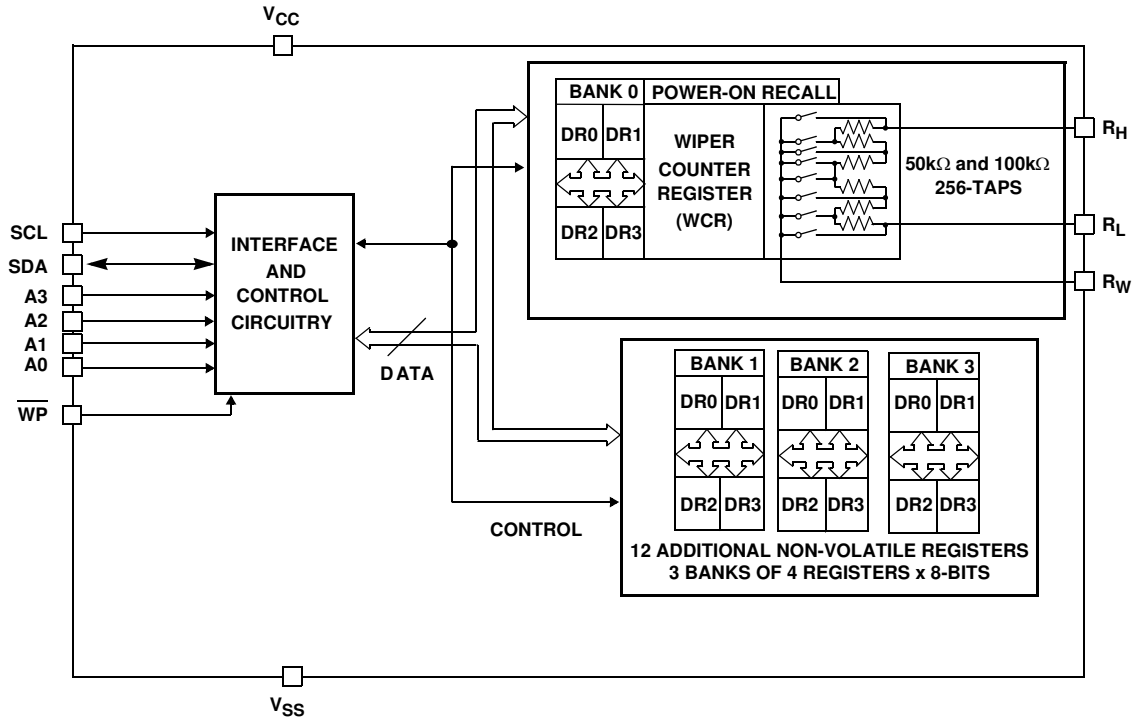 VCC
BANK 0
POWER-ON RECALL
DR0 DR1
DR2 DR3
WIPER
COUNTER
REGISTER
(WCR)
50kΩ and 100kΩ
256-TAPS
RH
RL
RW
SCL
SDA
A3
A2
A1
A0
WP
INTERFACE
AND
CONTROL
CIRCUITRY
DATA
CONTROL
BANK 1
DR0 DR1
DR2 DR3
BANK 2
DR0 DR1
DR2 DR3
BANK 3
DR0 DR1
DR2 DR3
12 ADDITIONAL NON-VOLATILE REGISTERS
3 BANKS OF 4 REGISTERS x 8-BITS
VSS